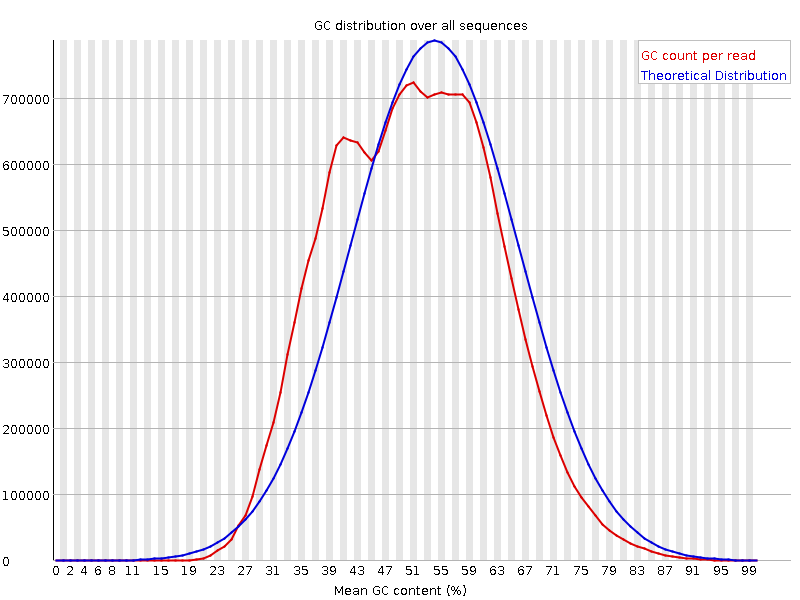 GC distribution over all sequences
GC count per read
Theoretical Distribution
700000
600000
500000
400000
300000
200000
100000
0
0 2 4 6 8 11 15 19 23 27 31 35 39 43 47 51 55 59 63 67 71 75 79 83 87 91 95 99
Mean GC content (%)